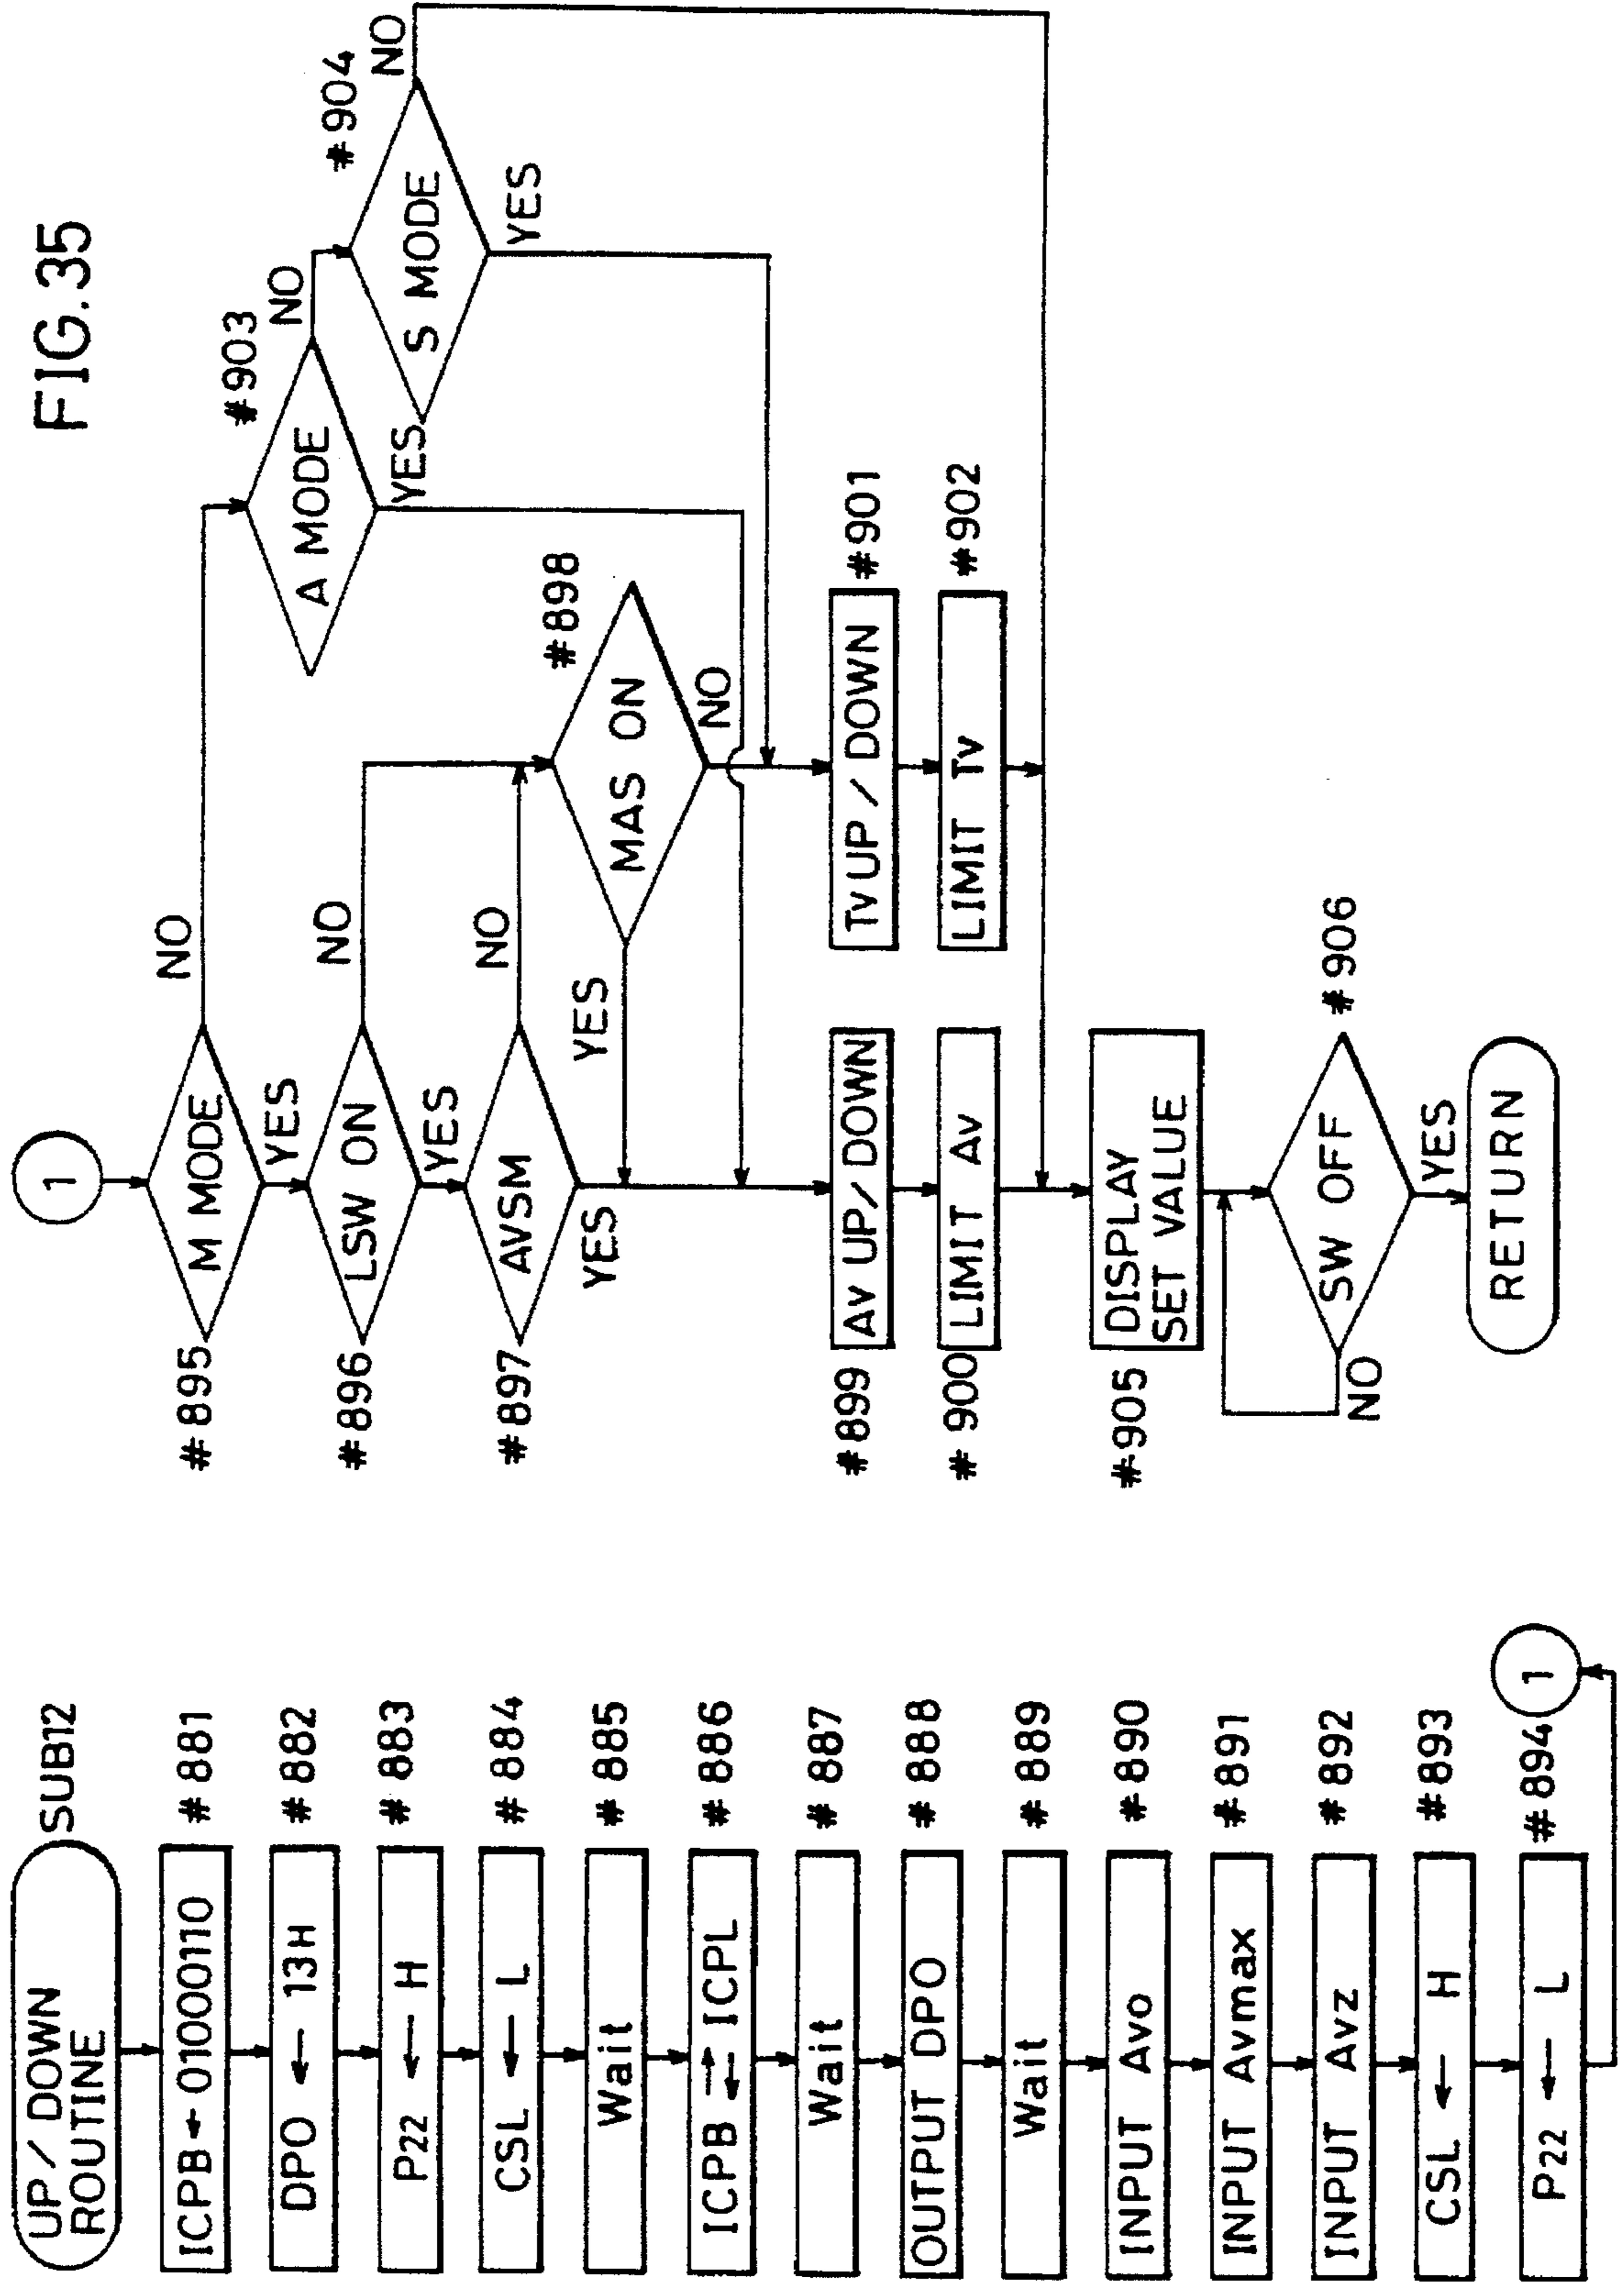 FIG.35
UP / DOWN
ROUTINE
SUB12
ICPB ← 01000110
#881
DPO ← 13H
#882
P22 ← H
#883
CSL ← L
#884
Wait
#885
ICPB ⇄ ICPL
#886
Wait
#887
OUTPUT DPO
#888
Wait
#889
INPUT Avo
#890
INPUT Avmax
#891
INPUT Avz
#892
CSL ← H
#893
P22 ← L
#894
1
1
#895
M MODE
NO
YES
#896
LSW ON
NO
YES
#897
AVSM
NO
YES
#898
MAS ON
YES
NO
#903
A MODE
NO
YES
#904
S MODE
NO
YES
#899
Av UP/ DOWN
#900
LIMIT Av
Tv UP / DOWN
#901
LIMIT Tv
#902
#905
DISPLAY
SET VALUE
SW OFF
#906
NO
YES
RETURN